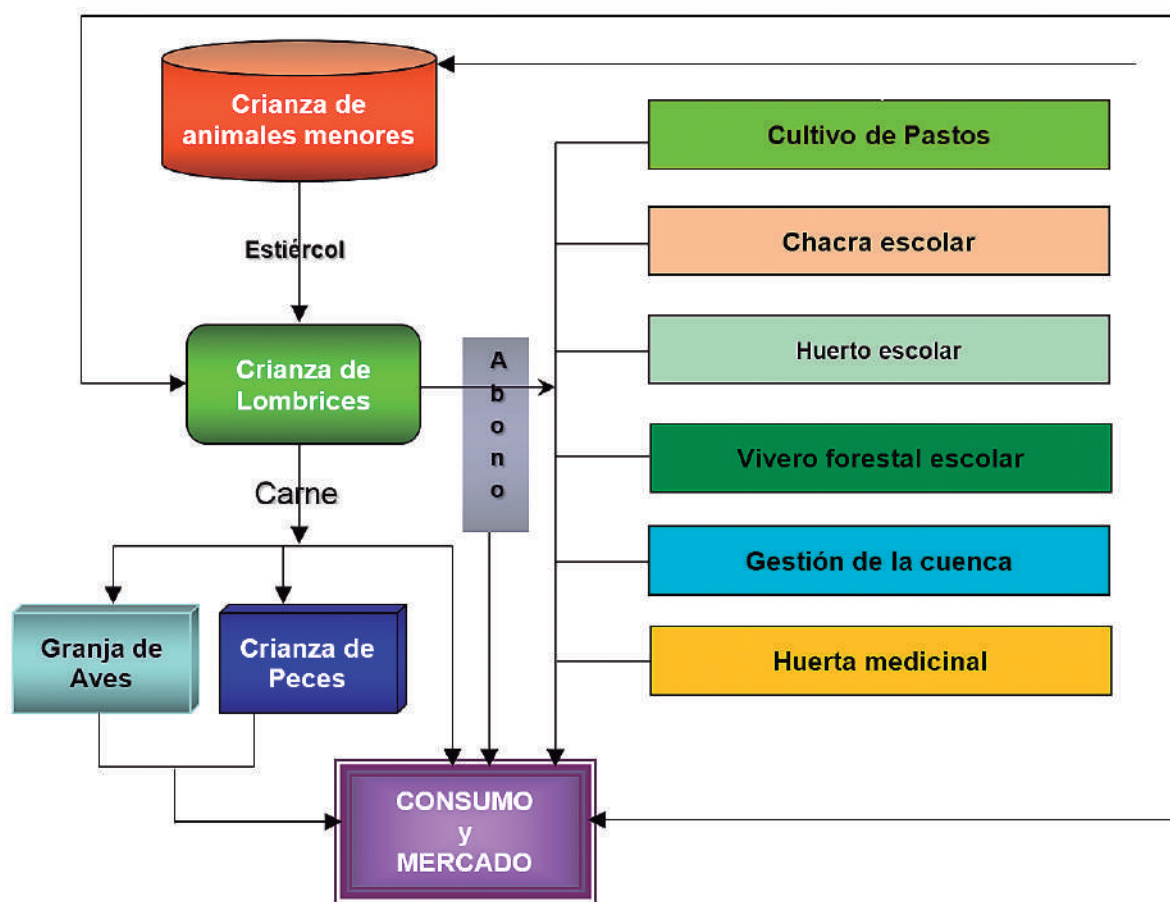 Crianza de
animales menores
Estiércol
Crianza de
Lombrices
Abono
Carne
Granja de
Aves
Crianza de
Peces
Cultivo de Pastos
Chacra escolar
Huerto escolar
Vivero forestal escolar
Gestión de la cuenca
Huerta medicinal
CONSUMO
y
MERCADO